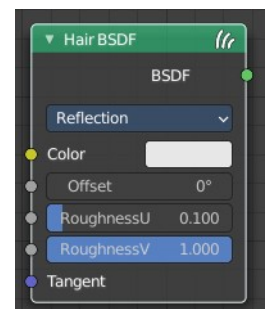 Hair BSDF
BSDF
Reflection
Color
Offset 0°
RoughnessU 0.100
RoughnessV 1.000
Tangent